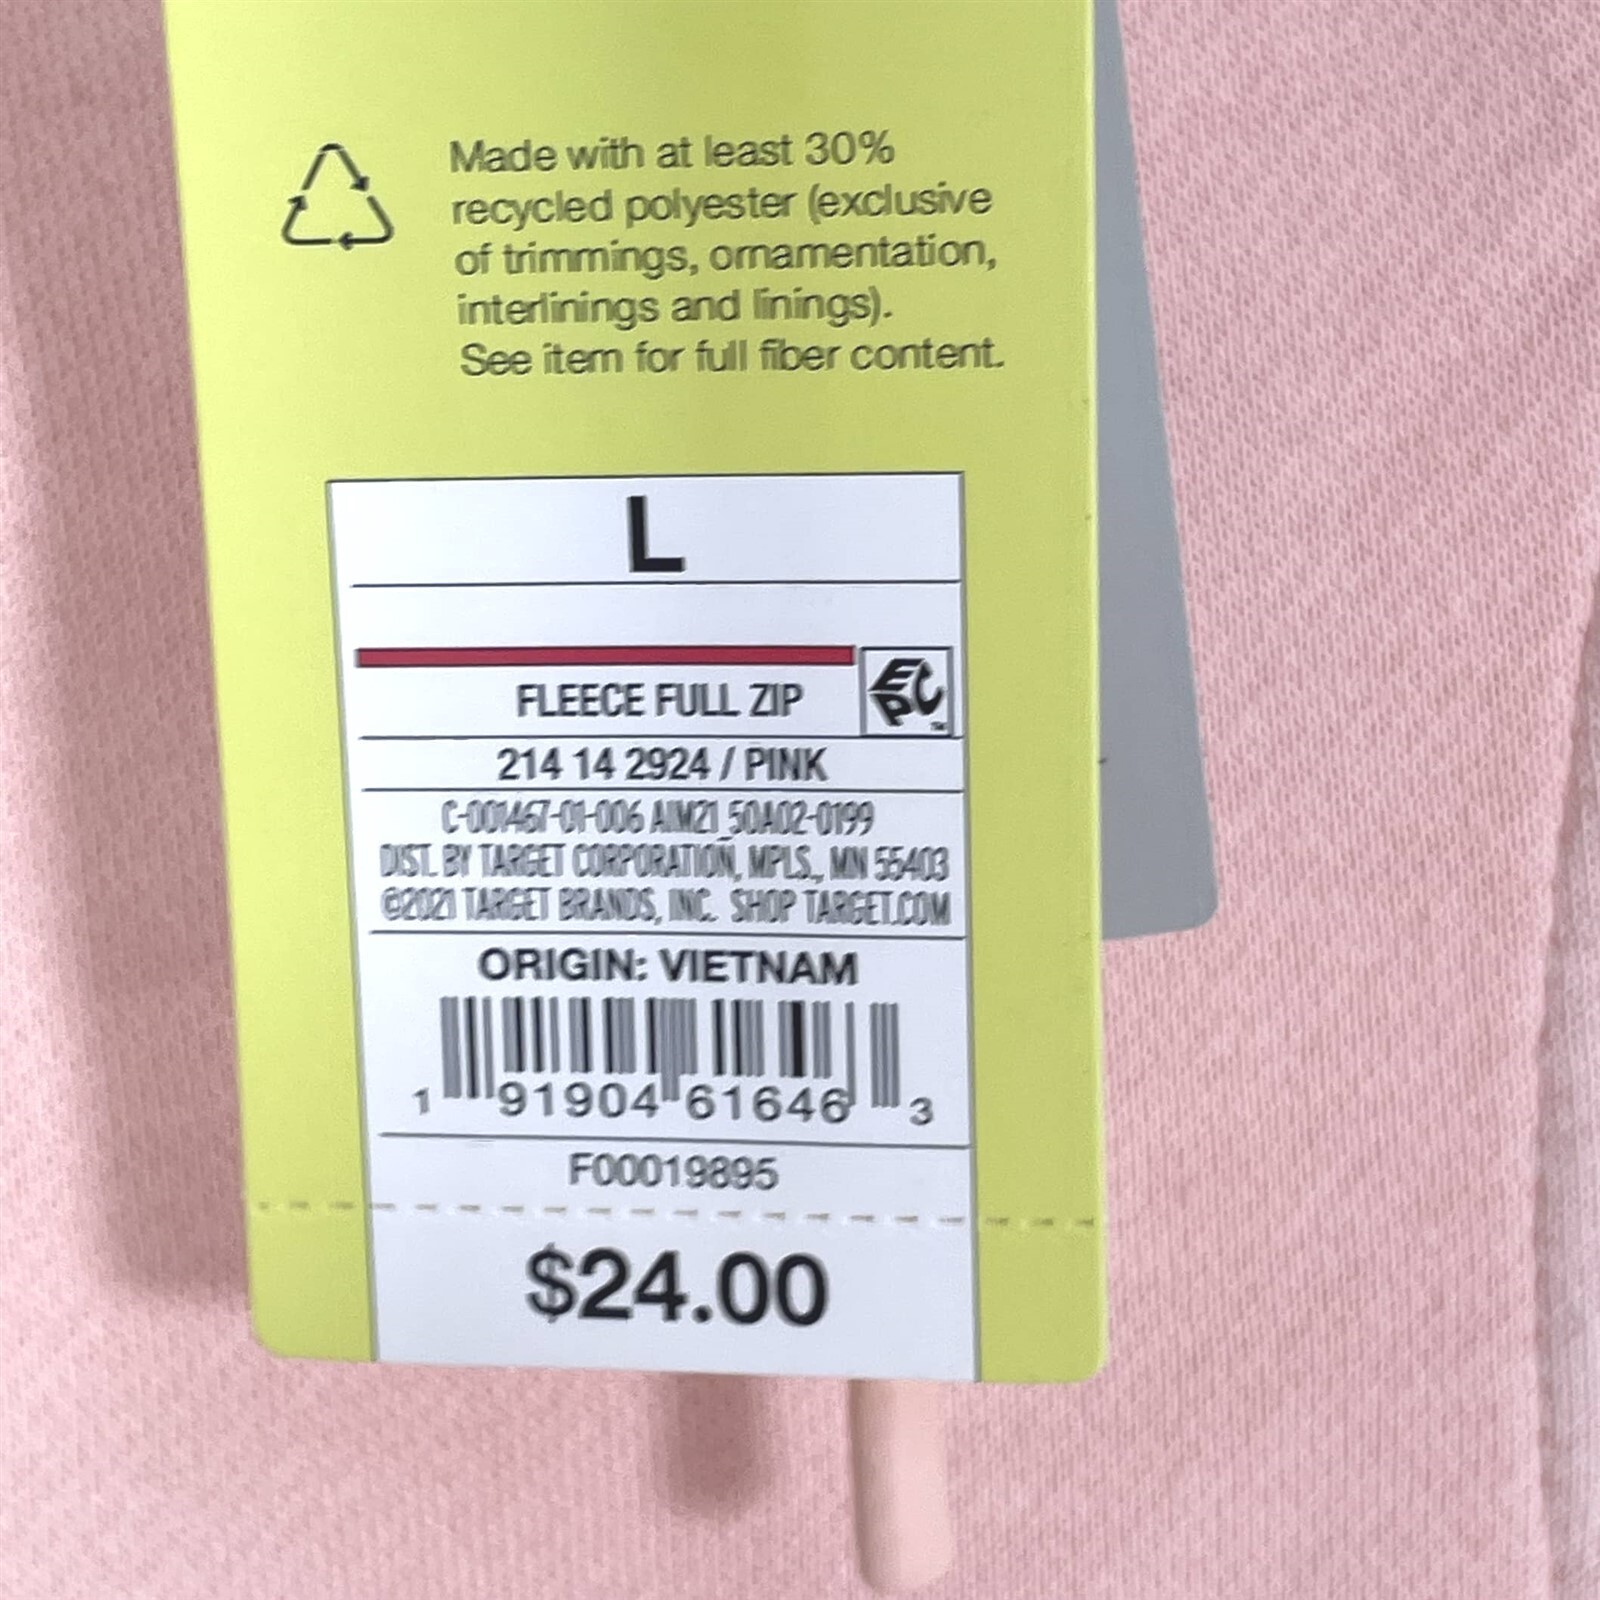 Made with at least 30%
recycled polyester (exclusive
of trimmings, ornamentation,
interlinings and linings).
See item for full fiber content.
L
EPC™
FLEECE FULL ZIP
214 14 2924 / PINK
C-001467-01-006 AIM21_50A02-0199
DIST. BY TARGET CORPORATION, MPLS., MN 55403
©2021 TARGET BRANDS, INC. SHOP TARGET.COM
ORIGIN: VIETNAM
1 91904 61646 3
F00019895
$24.00